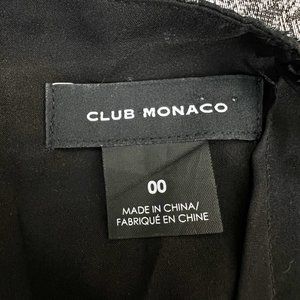 CLUB MONACO
00
MADE IN CHINA/
FABRIQUÉ EN CHINE